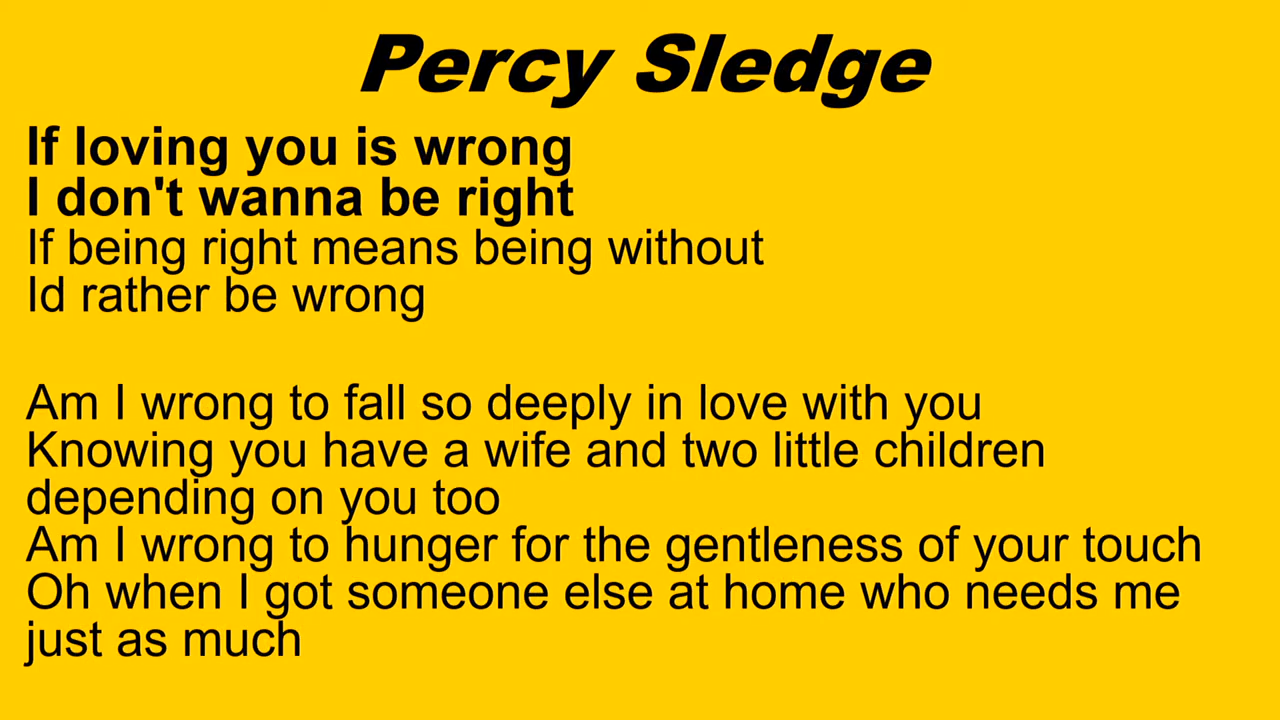 Percy Sledge
If loving you is wrong
I don't wanna be right
If being right means being without
Id rather be wrong
Am I wrong to fall so deeply in love with you
Knowing you have a wife and two little children
depending on you too
Am I wrong to hunger for the gentleness of your touch
Oh when I got someone else at home who needs me
just as much